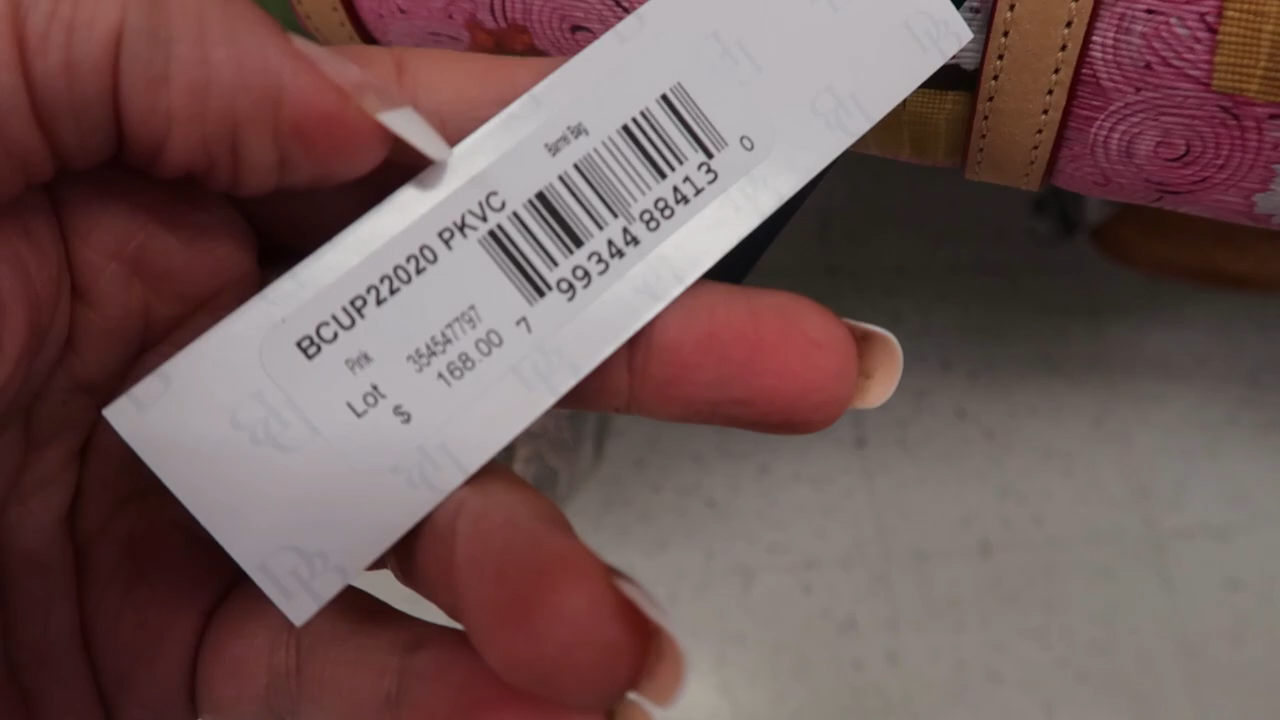 Barrel Bag
BCUP22020 PKVC
7 99344 88413 0
Pink
Lot 354547797
$ 168.00